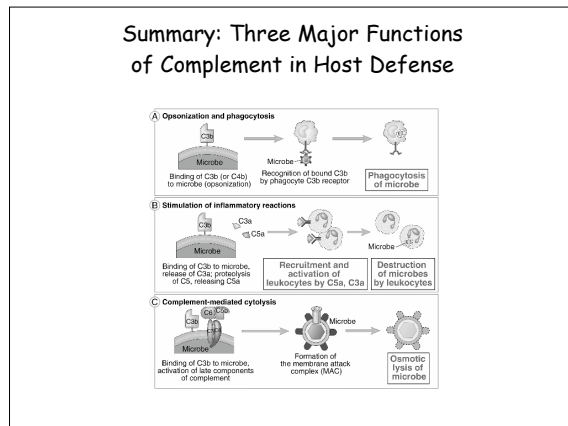 Summary: Three Major Functions
of Complement in Host Defense
A Opsonization and phagocytosis
C3b
Microbe
Binding of C3b (or C4b)
to microbe (opsonization)
Microbe
Recognition of bound C3b
by phagocyte C3b receptor
Phagocytosis
of microbe
B Stimulation of inflammatory reactions
C3b
C3a
C5a
Microbe
Binding of C3b to microbe,
release of C3a; proteolysis
of C5, releasing C5a
Recruitment and
activation of
leukocytes by C5a, C3a
Microbe
Destruction
of microbes
by leukocytes
C Complement-mediated cytolysis
C3b
C6
C5b
Microbe
Binding of C3b to microbe,
activation of late components
of complement
Microbe
Formation of
the membrane attack
complex (MAC)
Osmotic
lysis of
microbe